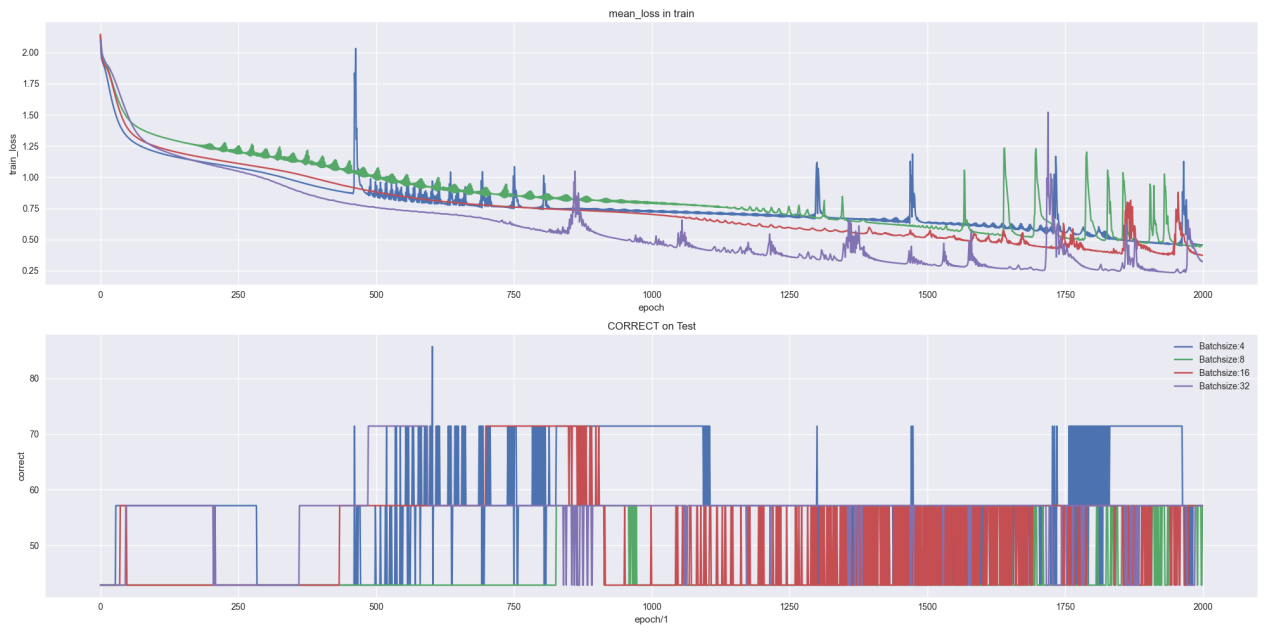 mean_loss in train
2.00
1.75
1.50
1.25
1.00
0.75
0.50
0.25
train_loss
0 250 500 750 1000 1250 1500 1750 2000
epoch
CORRECT on Test
Batchsize:4
Batchsize:8
Batchsize:16
Batchsize:32
80
70
60
50
correct
0 250 500 750 1000 1250 1500 1750 2000
epoch/1